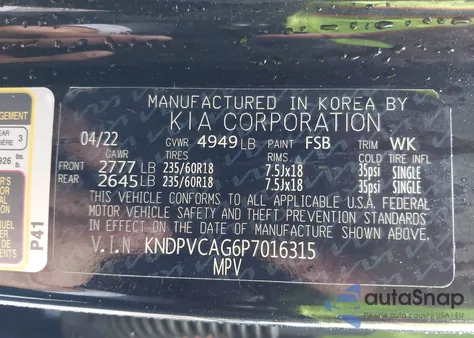 MANUFACTURED IN KOREA BY
KIA CORPORATION
04/22 GVWR 4949 LB PAINT FSB TRIM WK
GAWR TIRES RIMS COLD TIRE
FRONT 2777 LB 235/60R18 7.5Jx18 35psi SINGLE
REAR 2645 LB 235/60R18 7.5Jx18 35psi SINGLE
THIS VEHICLE CONFORMS TO ALL APPLICABLE U.S.A. FEDERAL
MOTOR VEHICLE SAFETY AND THEFT PREVENTION STANDARDS
IN EFFECT ON THE DATE OF MANUFACTURE SHOWN ABOVE.
V.I.N KNDPVCAG6P7016315
MPV
P41
3
926 lbs
autoSnap